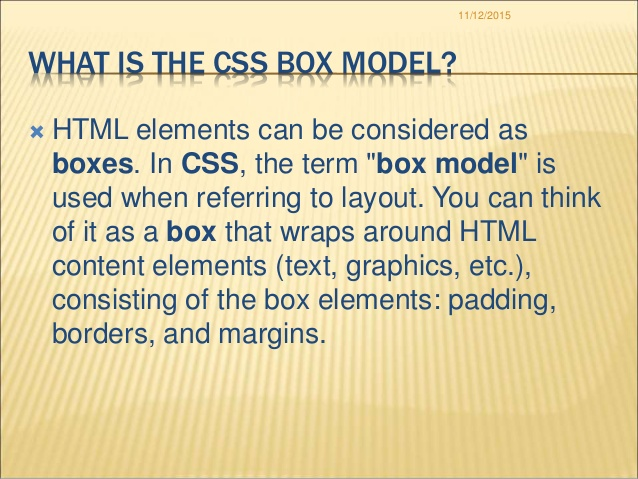 11/12/2015
WHAT IS THE CSS BOX MODEL?
HTML elements can be considered as
boxes. In CSS, the term "box model" is
used when referring to layout. You can think
of it as a box that wraps around HTML
content elements (text, graphics, etc.),
consisting of the box elements: padding,
borders, and margins.